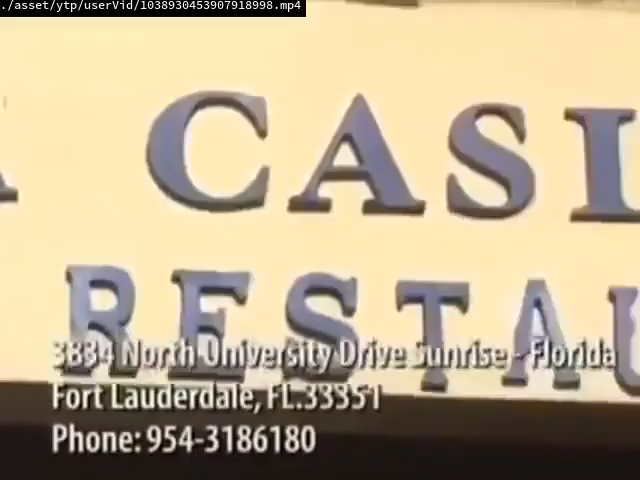 ./asset/ytp/userVid/1038930453907918998.mp4
CASI
RESTAU
3834 North University Drive Sunrise - Florida
Fort Lauderdale, FL.33351
Phone: 954-3186180